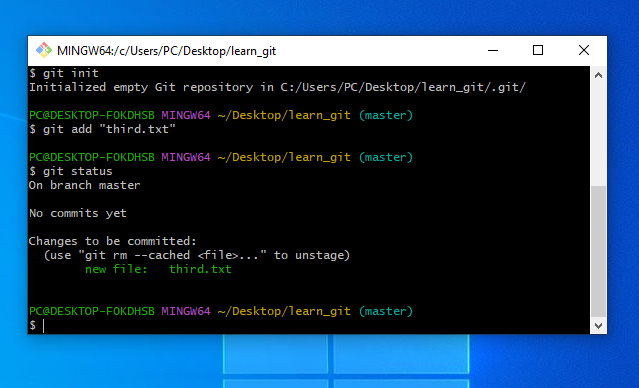 MINGW64:/c/Users/PC/Desktop/learn_git
$ git init
Initialized empty Git repository in C:/Users/PC/Desktop/learn_git/.git/
PC@DESKTOP-FOKDHSB MINGW64 ~/Desktop/learn_git (master)
$ git add "third.txt"
PC@DESKTOP-FOKDHSB MINGW64 ~/Desktop/learn_git (master)
$ git status
On branch master
No commits yet
Changes to be committed:
(use "git rm --cached <file>..." to unstage)
new file:   third.txt
PC@DESKTOP-FOKDHSB MINGW64 ~/Desktop/learn_git (master)
$